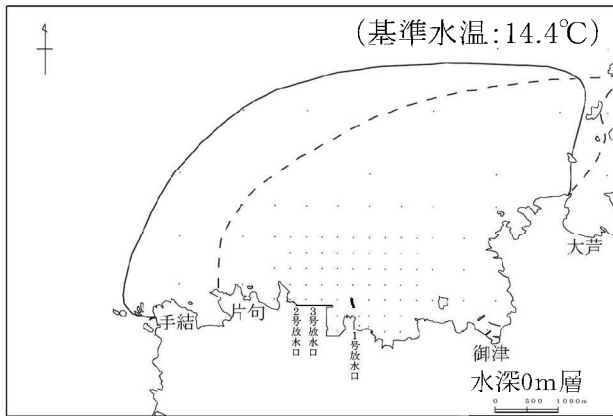 (基準水温:14.4℃)
大芦
手結
片句
2号放水口
3号放水口
1号放水口
御津
水深0m層
0 500 1000m